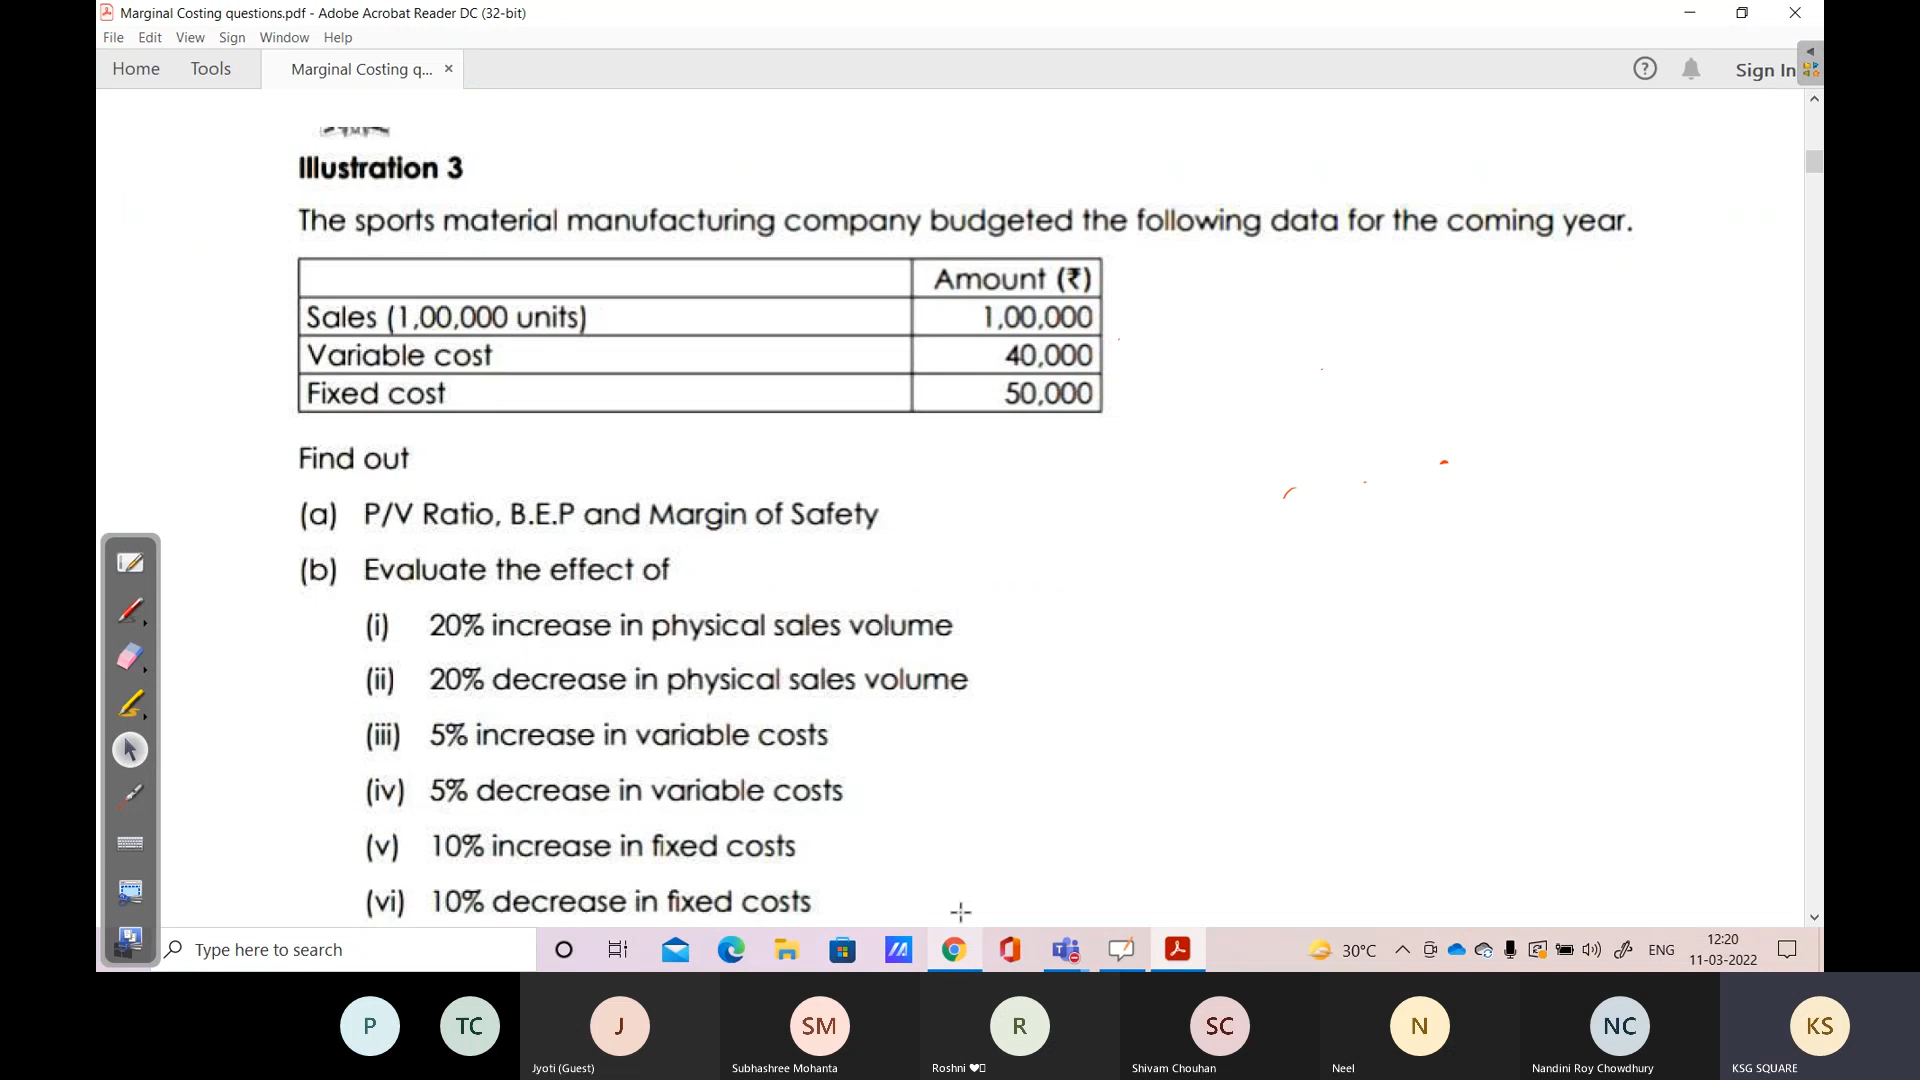 Marginal Costing questions.pdf - Adobe Acrobat Reader DC (32-bit)
File Edit View Sign Window Help
Home Tools Marginal Costing q... × Sign In
Illustration 3
The sports material manufacturing company budgeted the following data for the coming year.
Amount (₹)
Sales (1,00,000 units) 1,00,000
Variable cost 40,000
Fixed cost 50,000
Find out
(a) P/V Ratio, B.E.P and Margin of Safety
(b) Evaluate the effect of
(i) 20% increase in physical sales volume
(ii) 20% decrease in physical sales volume
(iii) 5% increase in variable costs
(iv) 5% decrease in variable costs
(v) 10% increase in fixed costs
(vi) 10% decrease in fixed costs
Type here to search 30°C ENG 12:20
11-03-2022
P TC J SM R SC N NC KS
Jyoti (Guest) Subhashree Mohanta Roshni ❤ Shivam Chouhan Neel Nandini Roy Chowdhury KSG SQUARE